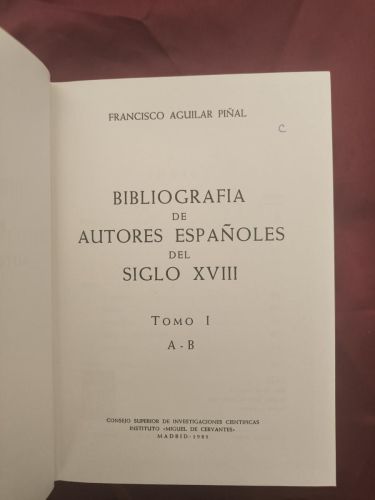 FRANCISCO AGUILAR PIÑAL
C
BIBLIOGRAFIA
DE
AUTORES ESPAÑOLES
DEL
SIGLO XVIII
TOMO I
A - B
CONSEJO SUPERIOR DE INVESTIGACIONES CIENTIFICAS
INSTITUTO «MIGUEL DE CERVANTES»
MADRID - 1981